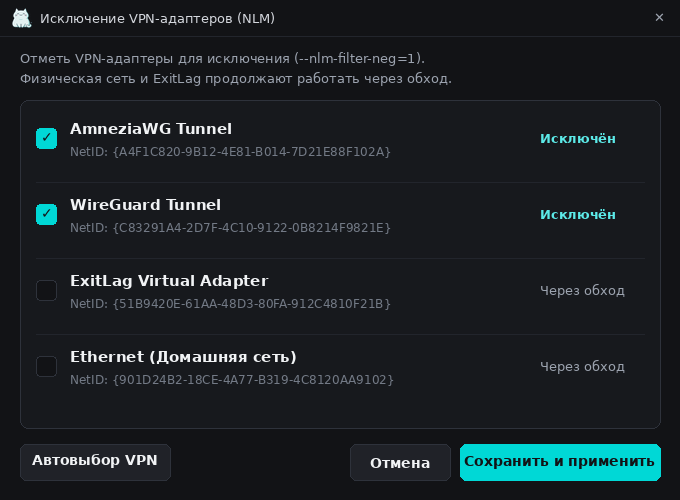 Исключение VPN-адаптеров (NLM)
Отметь VPN-адаптеры для исключения (--nlm-filter-neg=1).
Физическая сеть и ExitLag продолжают работать через обход.
AmneziaWG Tunnel
NetID: {A4F1C820-9B12-4E81-B014-7D21E88F102A}
Исключён
WireGuard Tunnel
NetID: {C83291A4-2D7F-4C10-9122-0B8214F9821E}
Исключён
ExitLag Virtual Adapter
NetID: {51B9420E-61AA-48D3-80FA-912C4810F21B}
Через обход
Ethernet (Домашняя сеть)
NetID: {901D24B2-18CE-4A77-B319-4C8120AA9102}
Через обход
Автовыбор VPN
Отмена
Сохранить и применить